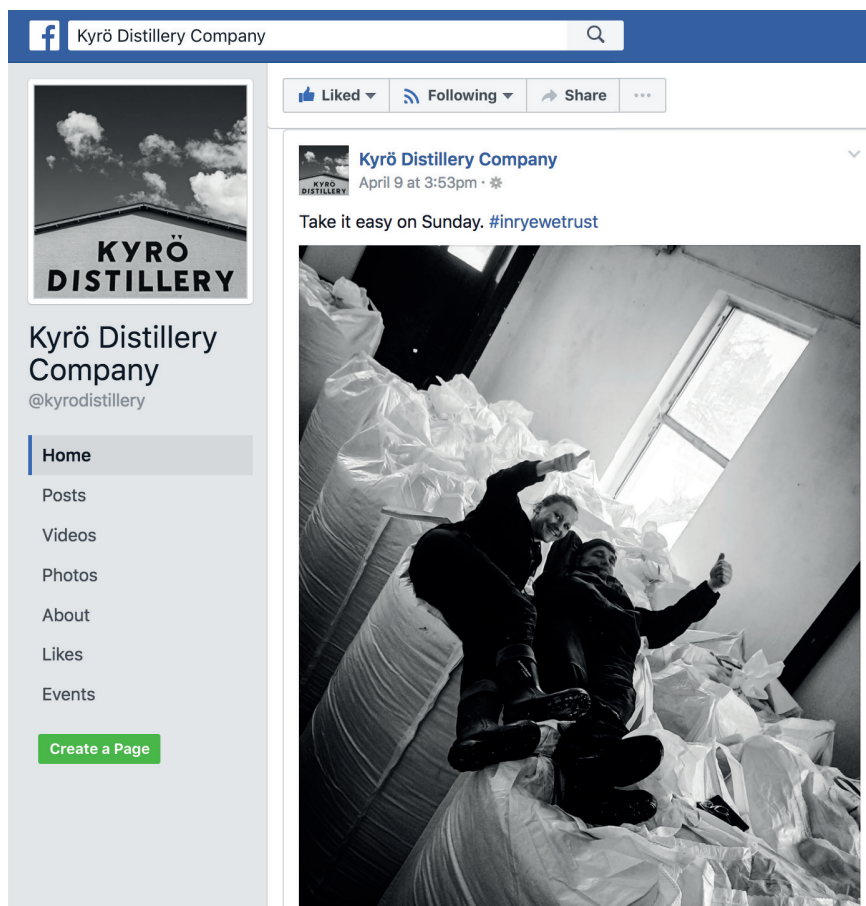 Kyrö Distillery Company
KYRÖ
DISTILLERY
Kyrö Distillery
Company
@kyrodistillery
Home
Posts
Videos
Photos
About
Likes
Events
Create a Page
Liked
Following
Share
KYRÖ
DISTILLERY
Kyrö Distillery Company
April 9 at 3:53pm ·
Take it easy on Sunday. #inryewetrust